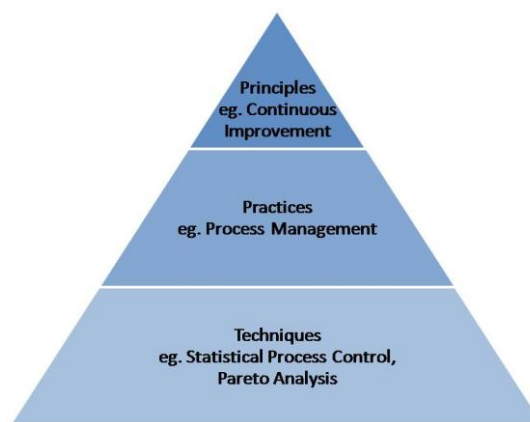 Principles
eg. Continuous
Improvement
Practices
eg. Process Management
Techniques
eg. Statistical Process Control,
Pareto Analysis